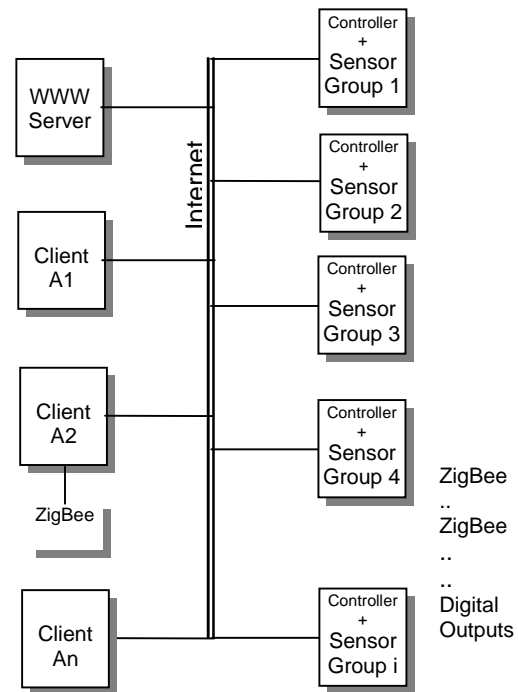 WWW
Server
Client
A1
Client
A2
ZigBee
Client
An
Internet
Controller
+
Sensor
Group 1
Controller
+
Sensor
Group 2
Controller
+
Sensor
Group 3
Controller
+
Sensor
Group 4
Controller
+
Sensor
Group i
ZigBee
..
ZigBee
..
..
Digital
Outputs